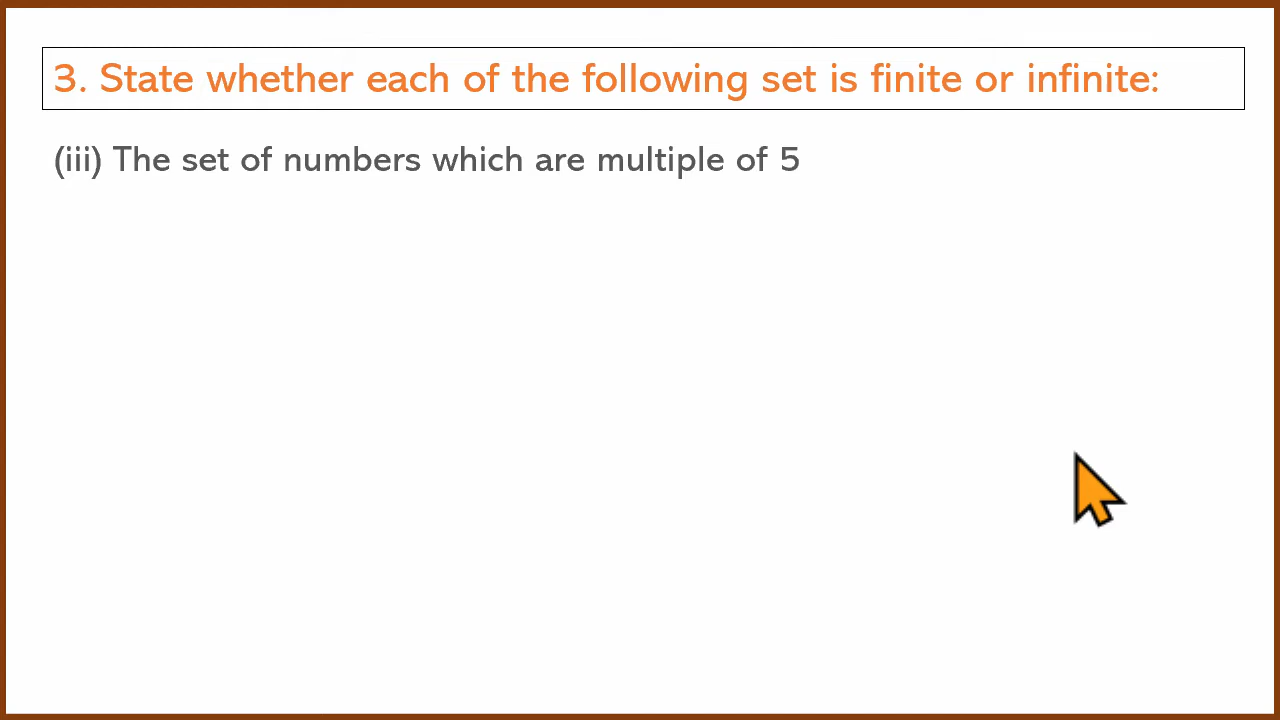 3. State whether each of the following set is finite or infinite:
(iii) The set of numbers which are multiple of 5